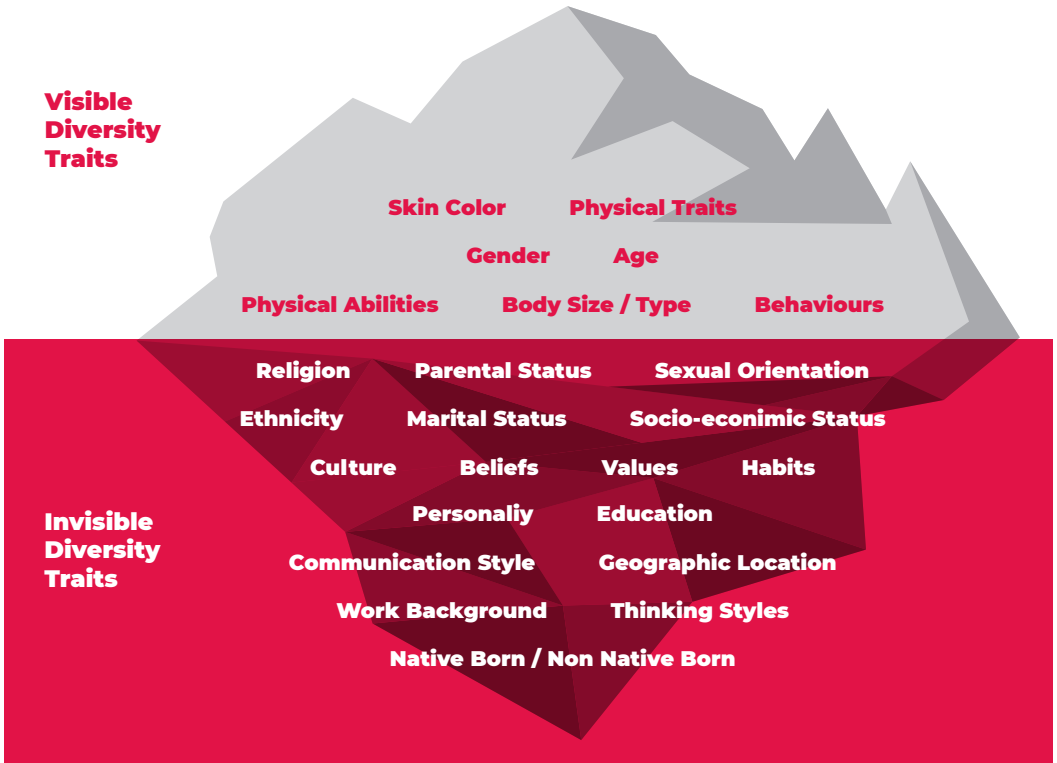 Visible
Diversity
Traits
Skin Color Physical Traits
Gender Age
Physical Abilities Body Size / Type Behaviours
Religion Parental Status Sexual Orientation
Ethnicity Marital Status Socio-econimic Status
Culture Beliefs Values Habits
Personaliy Education
Invisible
Diversity
Traits
Communication Style Geographic Location
Work Background Thinking Styles
Native Born / Non Native Born